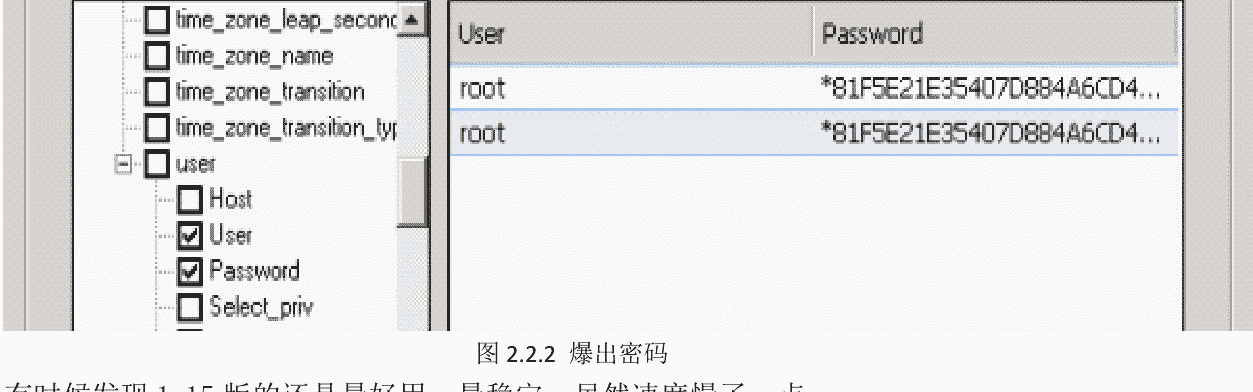 time_zone_leap_secon
time_zone_name
time_zone_transition
time_zone_transition_typ
user
Host
User
Password
Select_priv
User Password
root *81F5E21E35407D884A6CD4...
root *81F5E21E35407D884A6CD4...
图 2.2.2 爆出密码